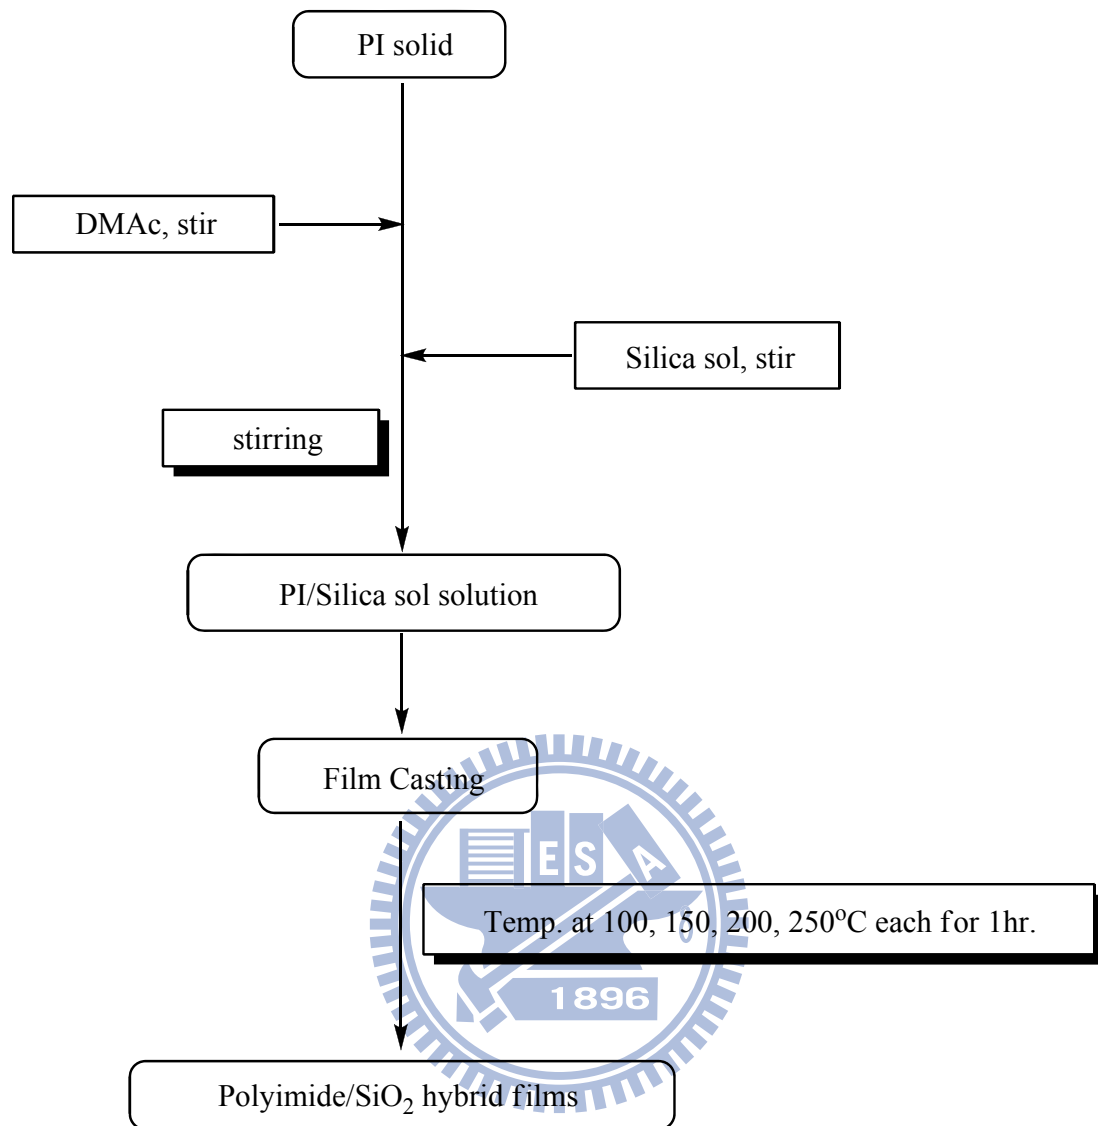 PI solid
DMAc, stir
Silica sol, stir
stirring
PI/Silica sol solution
Film Casting
E S A
Temp. at 100, 150, 200, 250°C each for 1hr.
1896
Polyimide/SiO₂ hybrid films